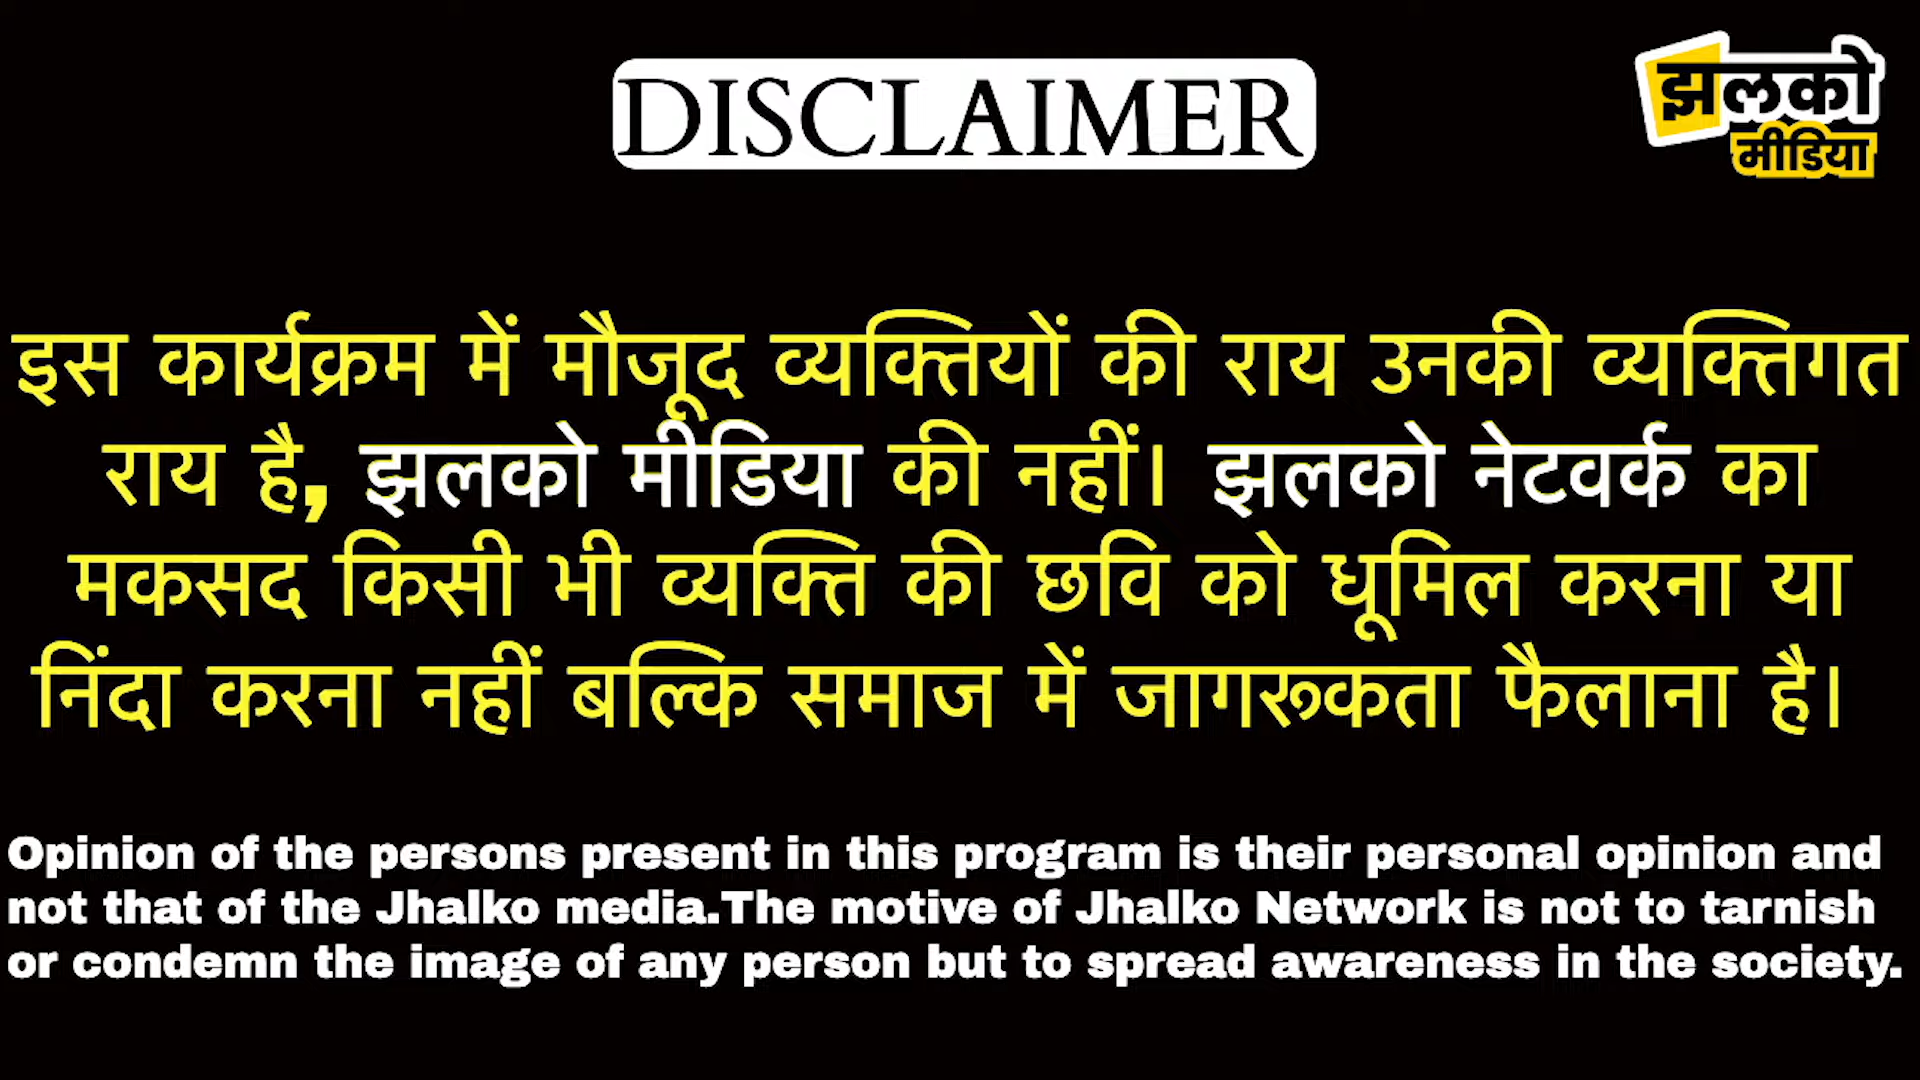 DISCLAIMER
झलको
मीडिया
इस कार्यक्रम में मौजूद व्यक्तियों की राय उनकी व्यक्तिगत
राय है, झलको मीडिया की नहीं। झलको नेटवर्क का
मकसद किसी भी व्यक्ति की छवि को धूमिल करना या
निंदा करना नहीं बल्कि समाज में जागरूकता फैलाना है।
Opinion of the persons present in this program is their personal opinion and
not that of the Jhalko media.The motive of Jhalko Network is not to tarnish
or condemn the image of any person but to spread awareness in the society.